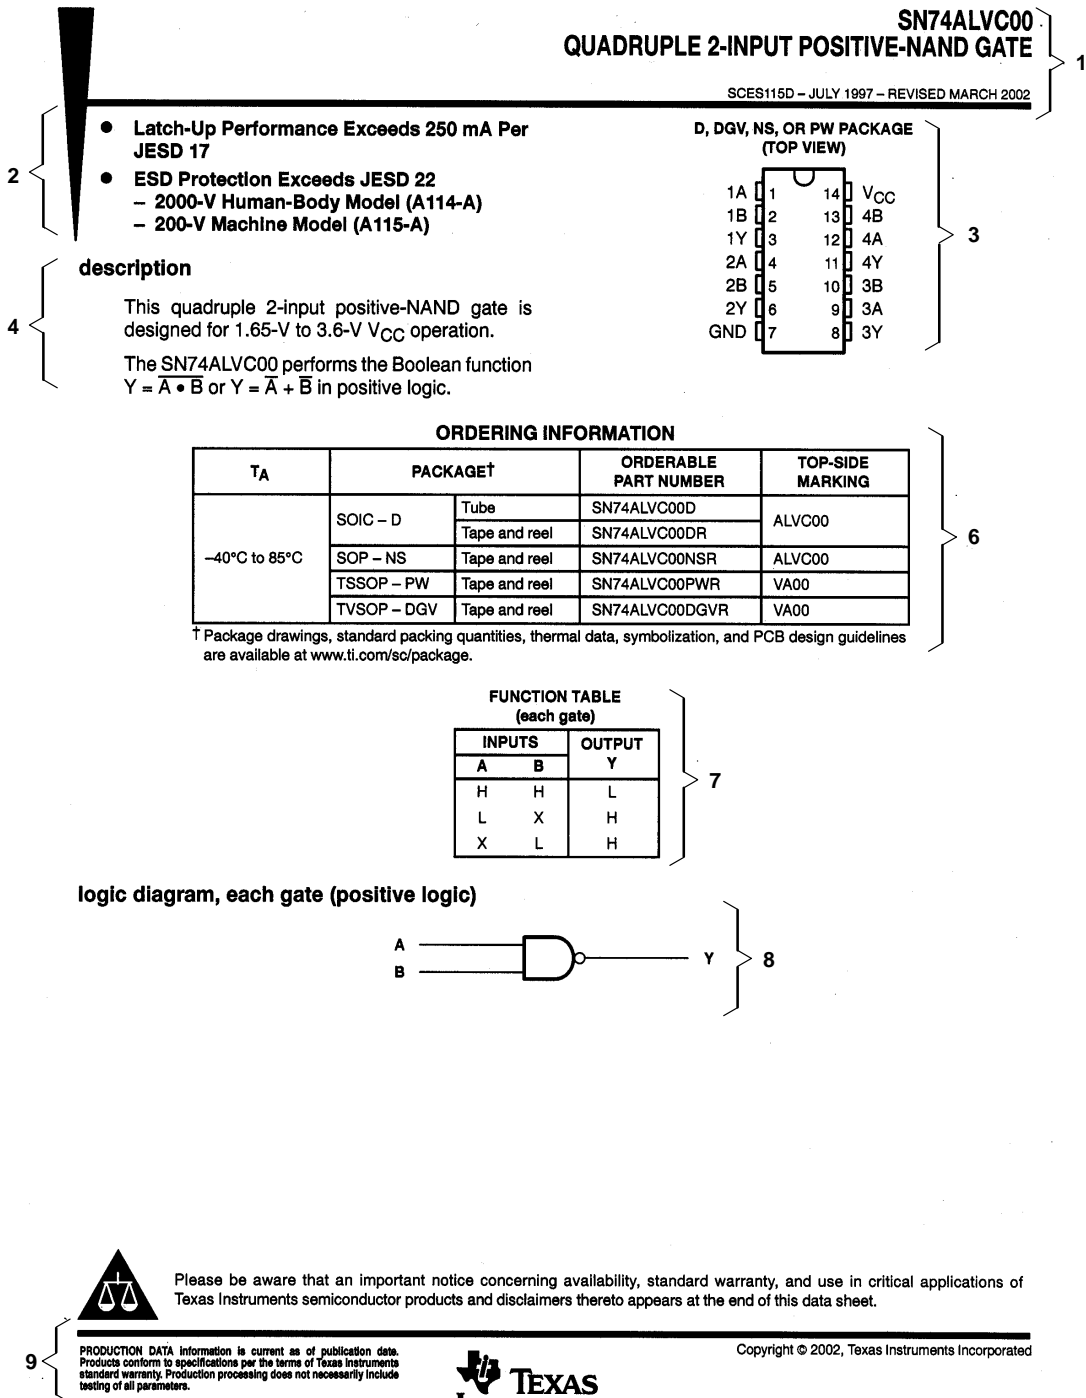 SN74ALVC00
QUADRUPLE 2-INPUT POSITIVE-NAND GATE
1
SCES115D – JULY 1997 – REVISED MARCH 2002
2
● Latch-Up Performance Exceeds 250 mA Per
JESD 17
● ESD Protection Exceeds JESD 22
– 2000-V Human-Body Model (A114-A)
– 200-V Machine Model (A115-A)
D, DGV, NS, OR PW PACKAGE
(TOP VIEW)
1A 1 14 VCC
1B 2 13 4B
1Y 3 12 4A
2A 4 11 4Y
2B 5 10 3B
2Y 6 9 3A
GND 7 8 3Y
3
4
description
This quadruple 2-input positive-NAND gate is
designed for 1.65-V to 3.6-V VCC operation.
The SN74ALVC00 performs the Boolean function
Y = A̅ ̅•̅ ̅B̅ or Y = A̅ + B̅ in positive logic.
ORDERING INFORMATION
TA PACKAGE† ORDERABLE PART NUMBER TOP-SIDE MARKING
–40°C to 85°C SOIC – D Tube SN74ALVC00D ALVC00
Tape and reel SN74ALVC00DR
SOP – NS Tape and reel SN74ALVC00NSR ALVC00
TSSOP – PW Tape and reel SN74ALVC00PWR VA00
TVSOP – DGV Tape and reel SN74ALVC00DGVR VA00
† Package drawings, standard packing quantities, thermal data, symbolization, and PCB design guidelines
are available at www.ti.com/sc/package.
6
FUNCTION TABLE
(each gate)
INPUTS OUTPUT
A B Y
H H L
L X H
X L H
7
logic diagram, each gate (positive logic)
A
B
Y
8
Please be aware that an important notice concerning availability, standard warranty, and use in critical applications of
Texas Instruments semiconductor products and disclaimers thereto appears at the end of this data sheet.
9
PRODUCTION DATA information is current as of publication date.
Products conform to specifications per the terms of Texas Instruments
standard warranty. Production processing does not necessarily include
testing of all parameters.
TEXAS
Copyright © 2002, Texas Instruments Incorporated